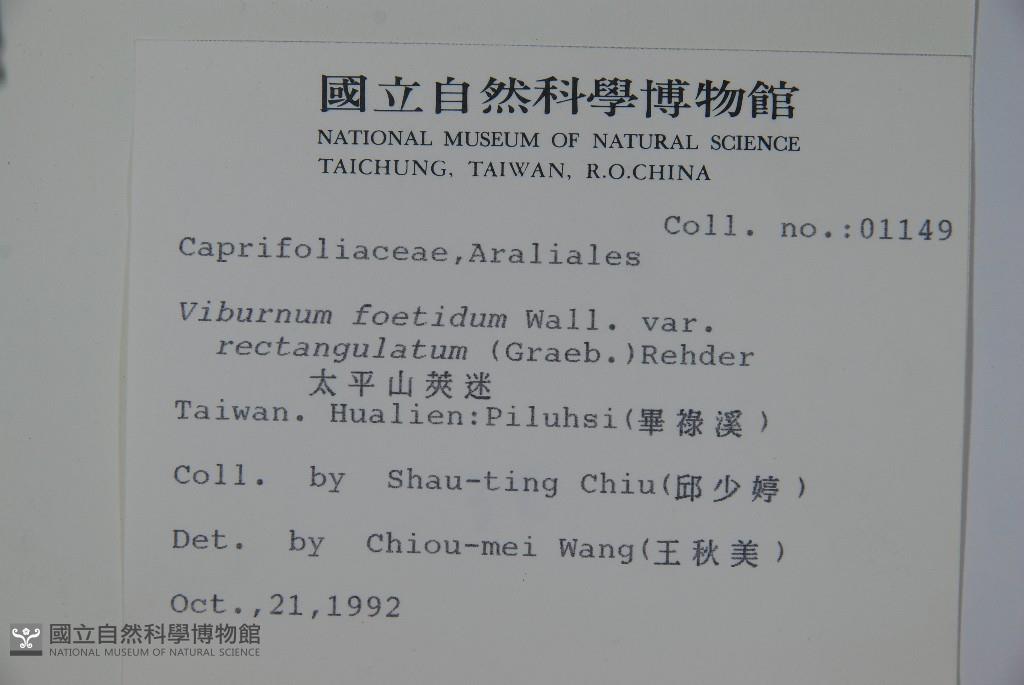 國立自然科學博物館
NATIONAL MUSEUM OF NATURAL SCIENCE
TAICHUNG, TAIWAN, R.O.CHINA
Coll. no.:01149
Caprifoliaceae,Araliales
Viburnum foetidum Wall. var.
rectangulatum (Graeb.)Rehder
太平山莢迷
Taiwan. Hualien:Piluhsi(畢祿溪)
Coll. by Shau-ting Chiu(邱少婷)
Det. by Chiou-mei Wang(王秋美)
Oct.,21,1992
國立自然科學博物館
NATIONAL MUSEUM OF NATURAL SCIENCE